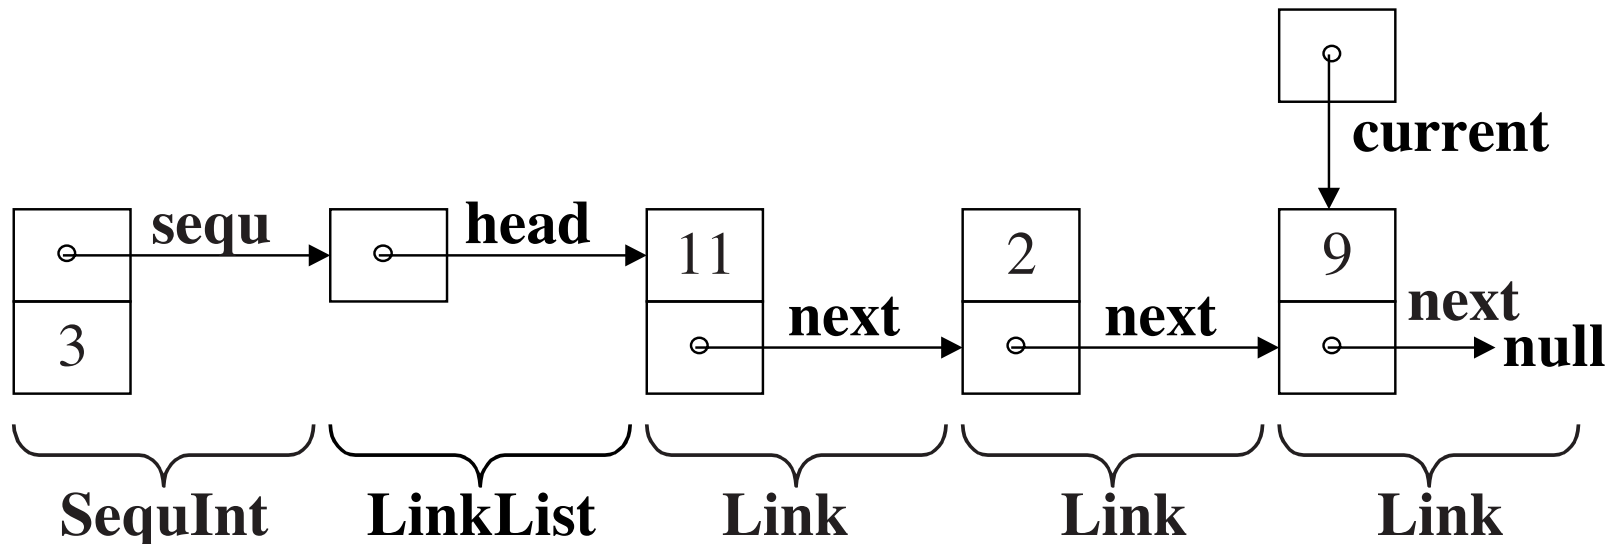 current
sequ head 11 2 9
3 next next next
null
SequInt LinkList Link Link Link